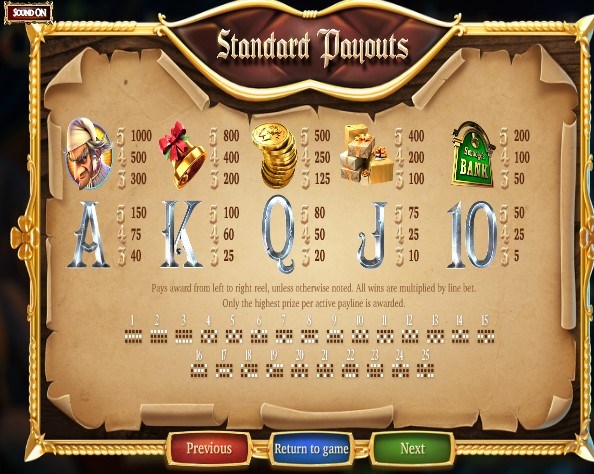 SOUND ON
Standard Payouts
5 1000 5 800 5 500 5 400 5 200
4 500 4 400 4 250 4 200 4 100
3 300 3 200 3 125 3 100 3 50
BANK
A 5 150 K 5 100 Q 5 80 J 5 75 10 5 50
4 75 4 60 4 50 4 25 4 25
3 40 3 25 3 20 3 10 3 5
Pays award from left to right reel, unless otherwise noted. All wins are multiplied by line bet.
Only the highest prize per active payline is awarded.
1 2 3 4 5 6 7 8 9 10 11 12 13 14 15
16 17 18 19 20 21 22 23 24 25
Previous Return to game Next